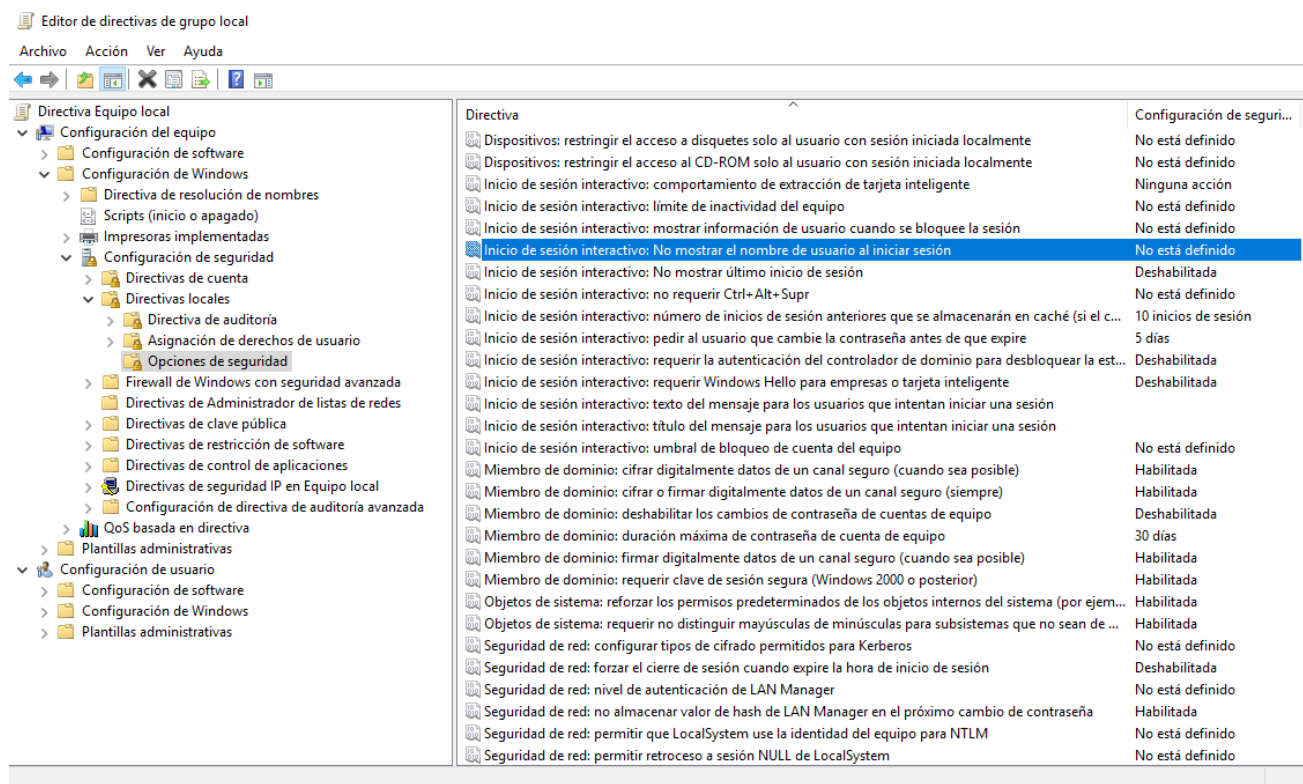 Editor de directivas de grupo local
Archivo Acción Ver Ayuda
Directiva Equipo local
Configuración del equipo
Configuración de software
Configuración de Windows
Directiva de resolución de nombres
Scripts (inicio o apagado)
Impresoras implementadas
Configuración de seguridad
Directivas de cuenta
Directivas locales
Directiva de auditoría
Asignación de derechos de usuario
Opciones de seguridad
Firewall de Windows con seguridad avanzada
Directivas de Administrador de listas de redes
Directivas de clave pública
Directivas de restricción de software
Directivas de control de aplicaciones
Directivas de seguridad IP en Equipo local
Configuración de directiva de auditoría avanzada
QoS basada en directiva
Plantillas administrativas
Configuración de usuario
Configuración de software
Configuración de Windows
Plantillas administrativas
Directiva Configuración de seguri...
Dispositivos: restringir el acceso a disquetes solo al usuario con sesión iniciada localmente No está definido
Dispositivos: restringir el acceso al CD-ROM solo al usuario con sesión iniciada localmente No está definido
Inicio de sesión interactivo: comportamiento de extracción de tarjeta inteligente Ninguna acción
Inicio de sesión interactivo: límite de inactividad del equipo No está definido
Inicio de sesión interactivo: mostrar información de usuario cuando se bloquee la sesión No está definido
Inicio de sesión interactivo: No mostrar el nombre de usuario al iniciar sesión No está definido
Inicio de sesión interactivo: No mostrar último inicio de sesión Deshabilitada
Inicio de sesión interactivo: no requerir Ctrl+Alt+Supr No está definido
Inicio de sesión interactivo: número de inicios de sesión anteriores que se almacenarán en caché (si el c... 10 inicios de sesión
Inicio de sesión interactivo: pedir al usuario que cambie la contraseña antes de que expire 5 días
Inicio de sesión interactivo: requerir la autenticación del controlador de dominio para desbloquear la est... Deshabilitada
Inicio de sesión interactivo: requerir Windows Hello para empresas o tarjeta inteligente Deshabilitada
Inicio de sesión interactivo: texto del mensaje para los usuarios que intentan iniciar una sesión
Inicio de sesión interactivo: título del mensaje para los usuarios que intentan iniciar una sesión
Inicio de sesión interactivo: umbral de bloqueo de cuenta del equipo No está definido
Miembro de dominio: cifrar digitalmente datos de un canal seguro (cuando sea posible) Habilitada
Miembro de dominio: cifrar o firmar digitalmente datos de un canal seguro (siempre) Habilitada
Miembro de dominio: deshabilitar los cambios de contraseña de cuentas de equipo Deshabilitada
Miembro de dominio: duración máxima de contraseña de cuenta de equipo 30 días
Miembro de dominio: firmar digitalmente datos de un canal seguro (cuando sea posible) Habilitada
Miembro de dominio: requerir clave de sesión segura (Windows 2000 o posterior) Habilitada
Objetos de sistema: reforzar los permisos predeterminados de los objetos internos del sistema (por ejem... Habilitada
Objetos de sistema: requerir no distinguir mayúsculas de minúsculas para subsistemas que no sean de ... Habilitada
Seguridad de red: configurar tipos de cifrado permitidos para Kerberos No está definido
Seguridad de red: forzar el cierre de sesión cuando expire la hora de inicio de sesión Deshabilitada
Seguridad de red: nivel de autenticación de LAN Manager No está definido
Seguridad de red: no almacenar valor de hash de LAN Manager en el próximo cambio de contraseña Habilitada
Seguridad de red: permitir que LocalSystem use la identidad del equipo para NTLM No está definido
Seguridad de red: permitir retroceso a sesión NULL de LocalSystem No está definido